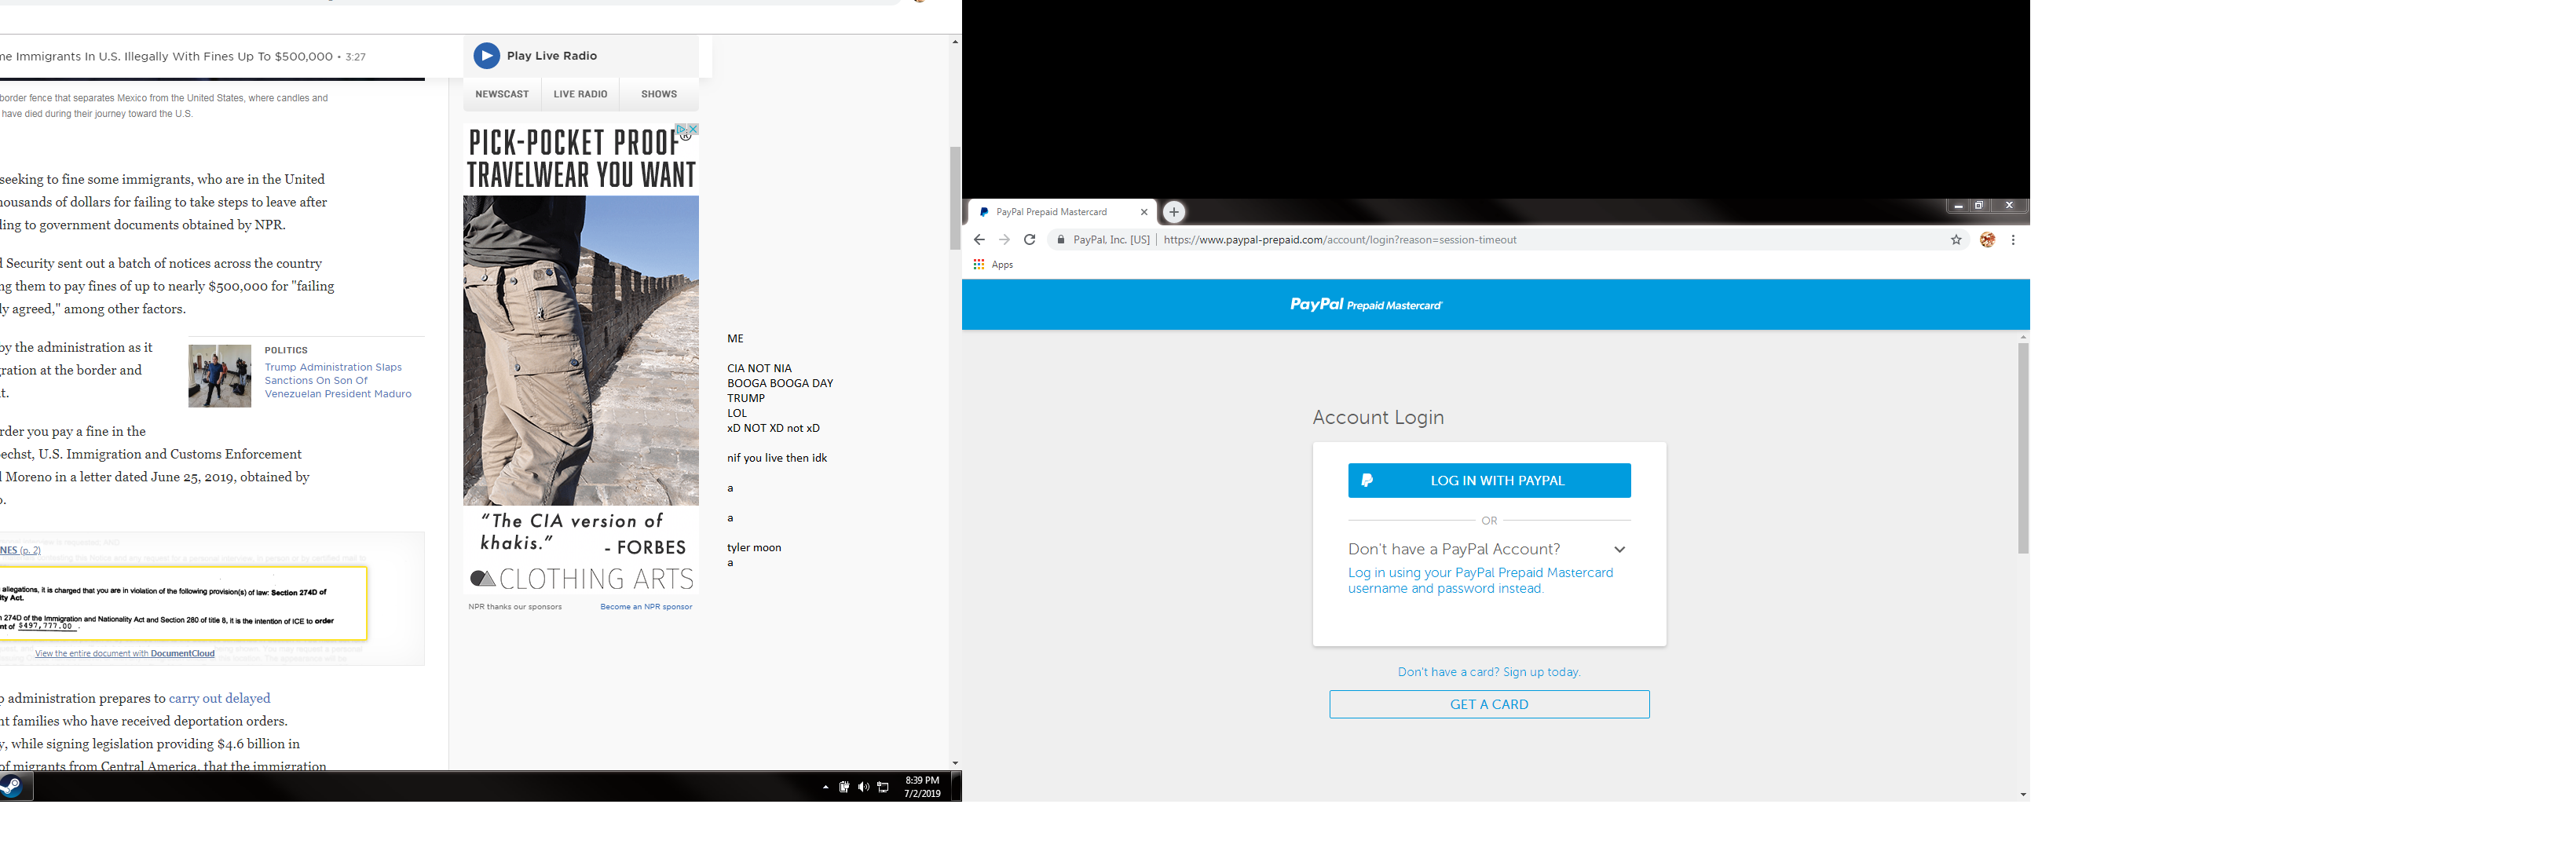 me Immigrants In U.S. Illegally With Fines Up To $500,000 • 3:27
Play Live Radio
NEWSCAST
LIVE RADIO
SHOWS
border fence that separates Mexico from the United States, where candles and
have died during their journey toward the U.S.
seeking to fine some immigrants, who are in the United
housands of dollars for failing to take steps to leave after
ding to government documents obtained by NPR.
d Security sent out a batch of notices across the country
ng them to pay fines of up to nearly $500,000 for "failing
ly agreed," among other factors.
by the administration as it
gration at the border and
t.
POLITICS
Trump Administration Slaps
Sanctions On Son Of
Venezuelan President Maduro
rder you pay a fine in the
echst, U.S. Immigration and Customs Enforcement
l Moreno in a letter dated June 25, 2019, obtained by
o.
NES (p. 2)
allegations, it is charged that you are in violation of the following provision(s) of law: Section 274D of
ty Act.
n 274D of the Immigration and Nationality Act and Section 280 of title 8, it is the intention of ICE to order
nt of $497,777.00 .
View the entire document with DocumentCloud
p administration prepares to carry out delayed
nt families who have received deportation orders.
y, while signing legislation providing $4.6 billion in
of migrants from Central America, that the immigration
PICK-POCKET PROOF®
TRAVELWEAR YOU WANT
"The CIA version of
khakis."
- FORBES
CLOTHING ARTS
NPR thanks our sponsors
Become an NPR sponsor
ME
CIA NOT NIA
BOOGA BOOGA DAY
TRUMP
LOL
xD NOT XD not xD
nif you live then idk
a
a
tyler moon
a
8:39 PM
7/2/2019
PayPal Prepaid Mastercard
PayPal, Inc. [US] | https://www.paypal-prepaid.com/account/login?reason=session-timeout
Apps
PayPal Prepaid Mastercard
Account Login
LOG IN WITH PAYPAL
OR
Don't have a PayPal Account?
Log in using your PayPal Prepaid Mastercard
username and password instead.
Don't have a card? Sign up today.
GET A CARD